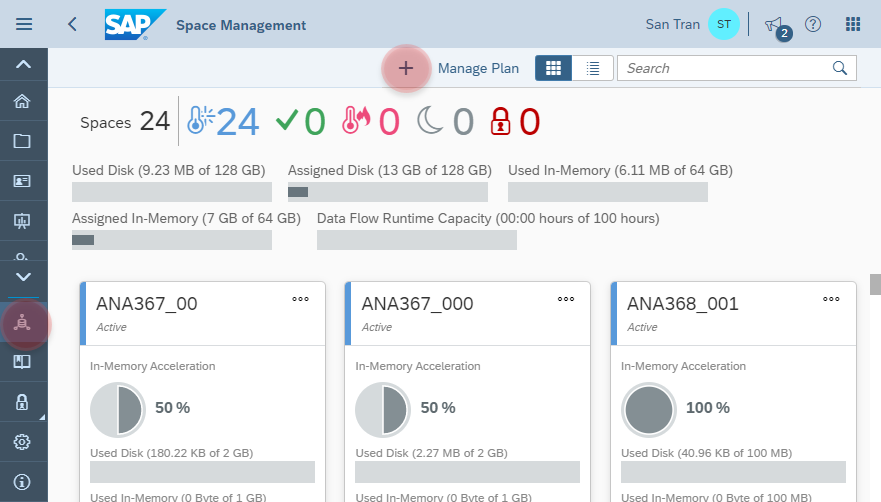 SAP Space Management San Tran ST 2
Manage Plan Search
Spaces 24 24 0 0 0 0
Used Disk (9.23 MB of 128 GB) Assigned Disk (13 GB of 128 GB) Used In-Memory (6.11 MB of 64 GB)
Assigned In-Memory (7 GB of 64 GB) Data Flow Runtime Capacity (00:00 hours of 100 hours)
ANA367_00 ANA367_000 ANA368_001
Active Active Active
In-Memory Acceleration In-Memory Acceleration In-Memory Acceleration
50 % 50 % 100 %
Used Disk (180.22 KB of 2 GB) Used Disk (2.27 MB of 2 GB) Used Disk (40.96 KB of 100 MB)
Used In-Memory (0 Byte of 1 GB) Used In-Memory (0 Byte of 1 GB) Used In-Memory (0 Byte of 100 MB)